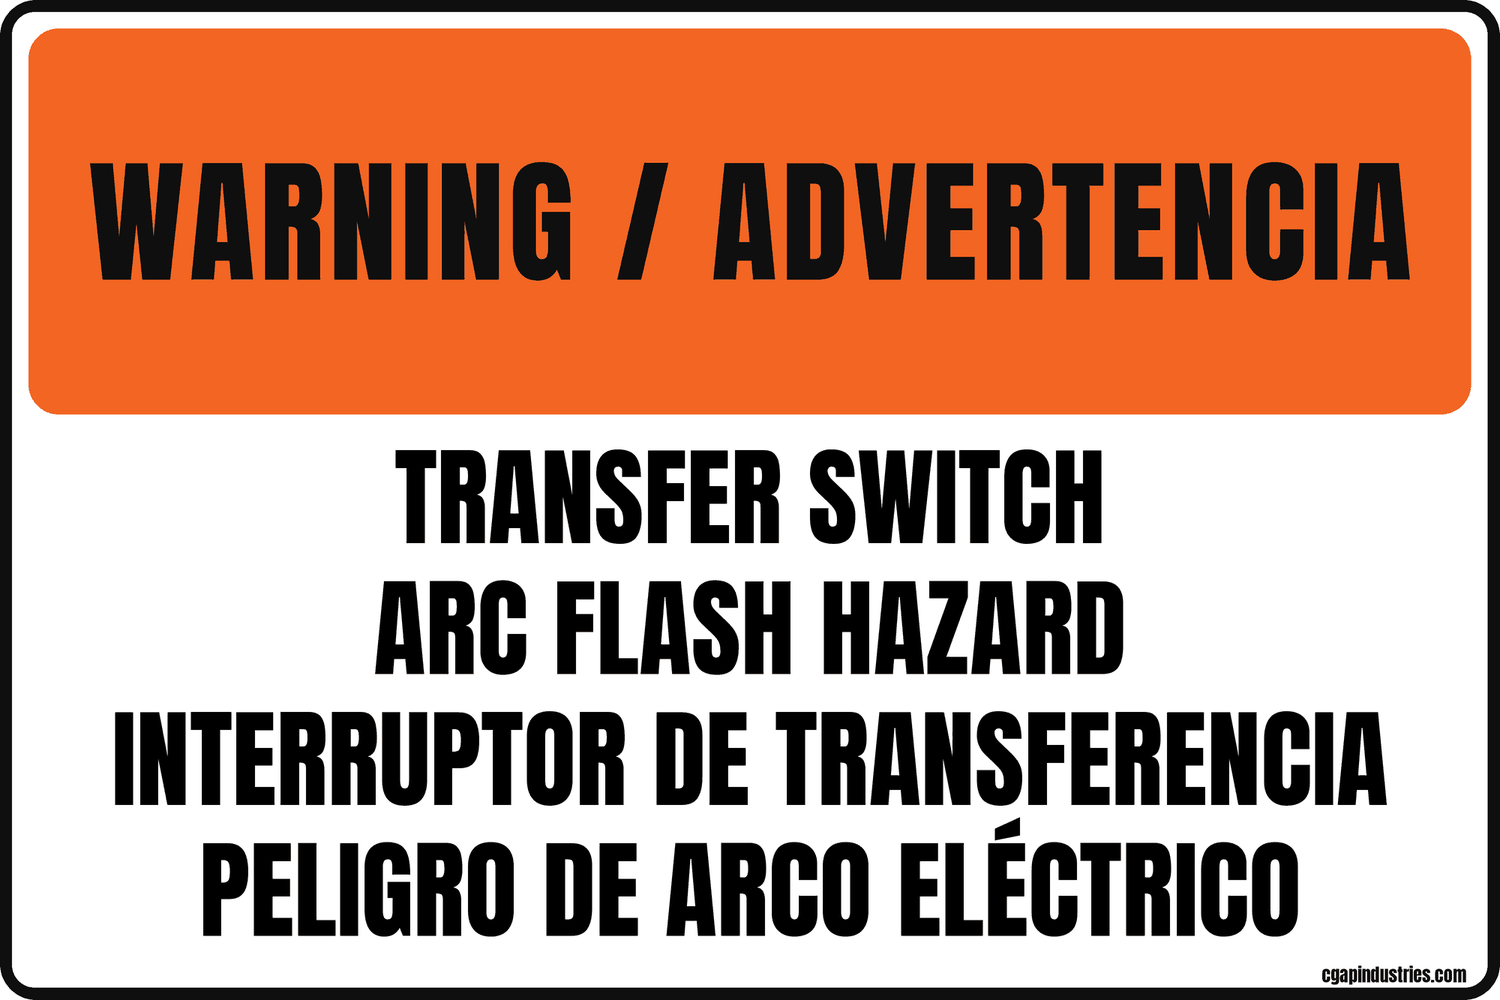 WARNING / ADVERTENCIA
TRANSFER SWITCH
ARC FLASH HAZARD
INTERRUPTOR DE TRANSFERENCIA
PELIGRO DE ARCO ELÉCTRICO
cgapindustries.com